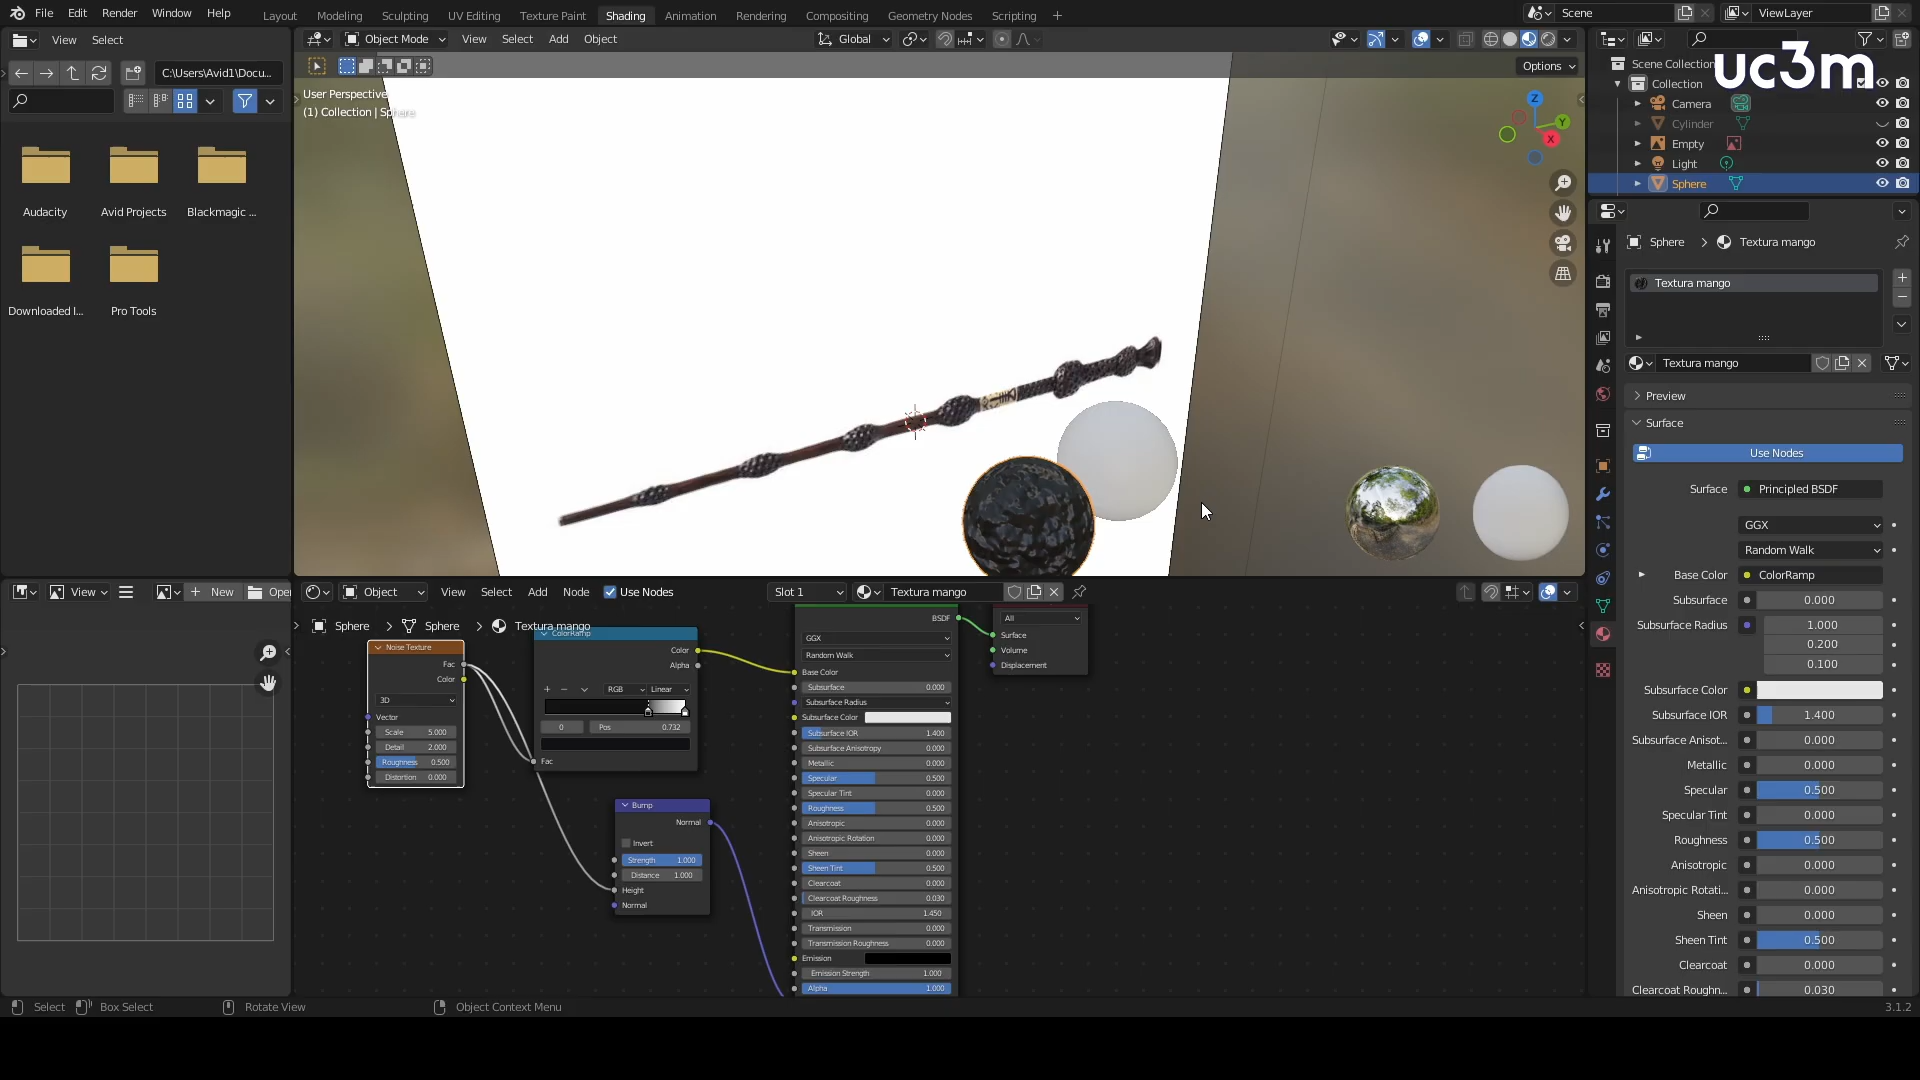 File Edit Render Window Help Layout Modeling Sculpting UV Editing Texture Paint Shading Animation Rendering Compositing Geometry Nodes Scripting + Scene ViewLayer
View Select
Object Mode View Select Add Object Global
C:\Users\Avid1\Docu...
Options
User Perspective
(1) Collection | Sphere
Z
Y
X
Audacity Avid Projects Blackmagic ...
Downloaded I... Pro Tools
Scene Collection
uc3m
Collection
Camera
Cylinder
Empty
Light
Sphere
Sphere > Textura mango
Textura mango
Textura mango
Preview
Surface
Use Nodes
Surface Principled BSDF
GGX
Random Walk
Base Color ColorRamp
Subsurface 0.000
Subsurface Radius 1.000
0.200
0.100
Subsurface Color
Subsurface IOR 1.400
Subsurface Anisot... 0.000
Metallic 0.000
Specular 0.500
Specular Tint 0.000
Roughness 0.500
Anisotropic 0.000
Anisotropic Rotati... 0.000
Sheen 0.000
Sheen Tint 0.500
Clearcoat 0.000
Clearcoat Roughn... 0.030
View + New Ope
Object View Select Add Node Use Nodes Slot 1 Textura mango
Sphere > Sphere > Textura mango
Noise Texture
Fac
Color
3D
Vector
Scale 5.000
Detail 2.000
Roughness 0.500
Distortion 0.000
ColorRamp
Color
Alpha
+ − RGB Linear
0 Pos 0.732
Fac
Bump
Normal
Invert
Strength 1.000
Distance 1.000
Height
Normal
BSDF
GGX
Random Walk
Base Color
Subsurface 0.000
Subsurface Radius
Subsurface Color
Subsurface IOR 1.400
Subsurface Anisotropy 0.000
Metallic 0.000
Specular 0.500
Specular Tint 0.000
Roughness 0.500
Anisotropic 0.000
Anisotropic Rotation 0.000
Sheen 0.000
Sheen Tint 0.500
Clearcoat 0.000
Clearcoat Roughness 0.030
IOR 1.450
Transmission 0.000
Transmission Roughness 0.000
Emission
Emission Strength 1.000
Alpha 1.000
All
Surface
Volume
Displacement
Select Box Select Rotate View Object Context Menu 3.1.2